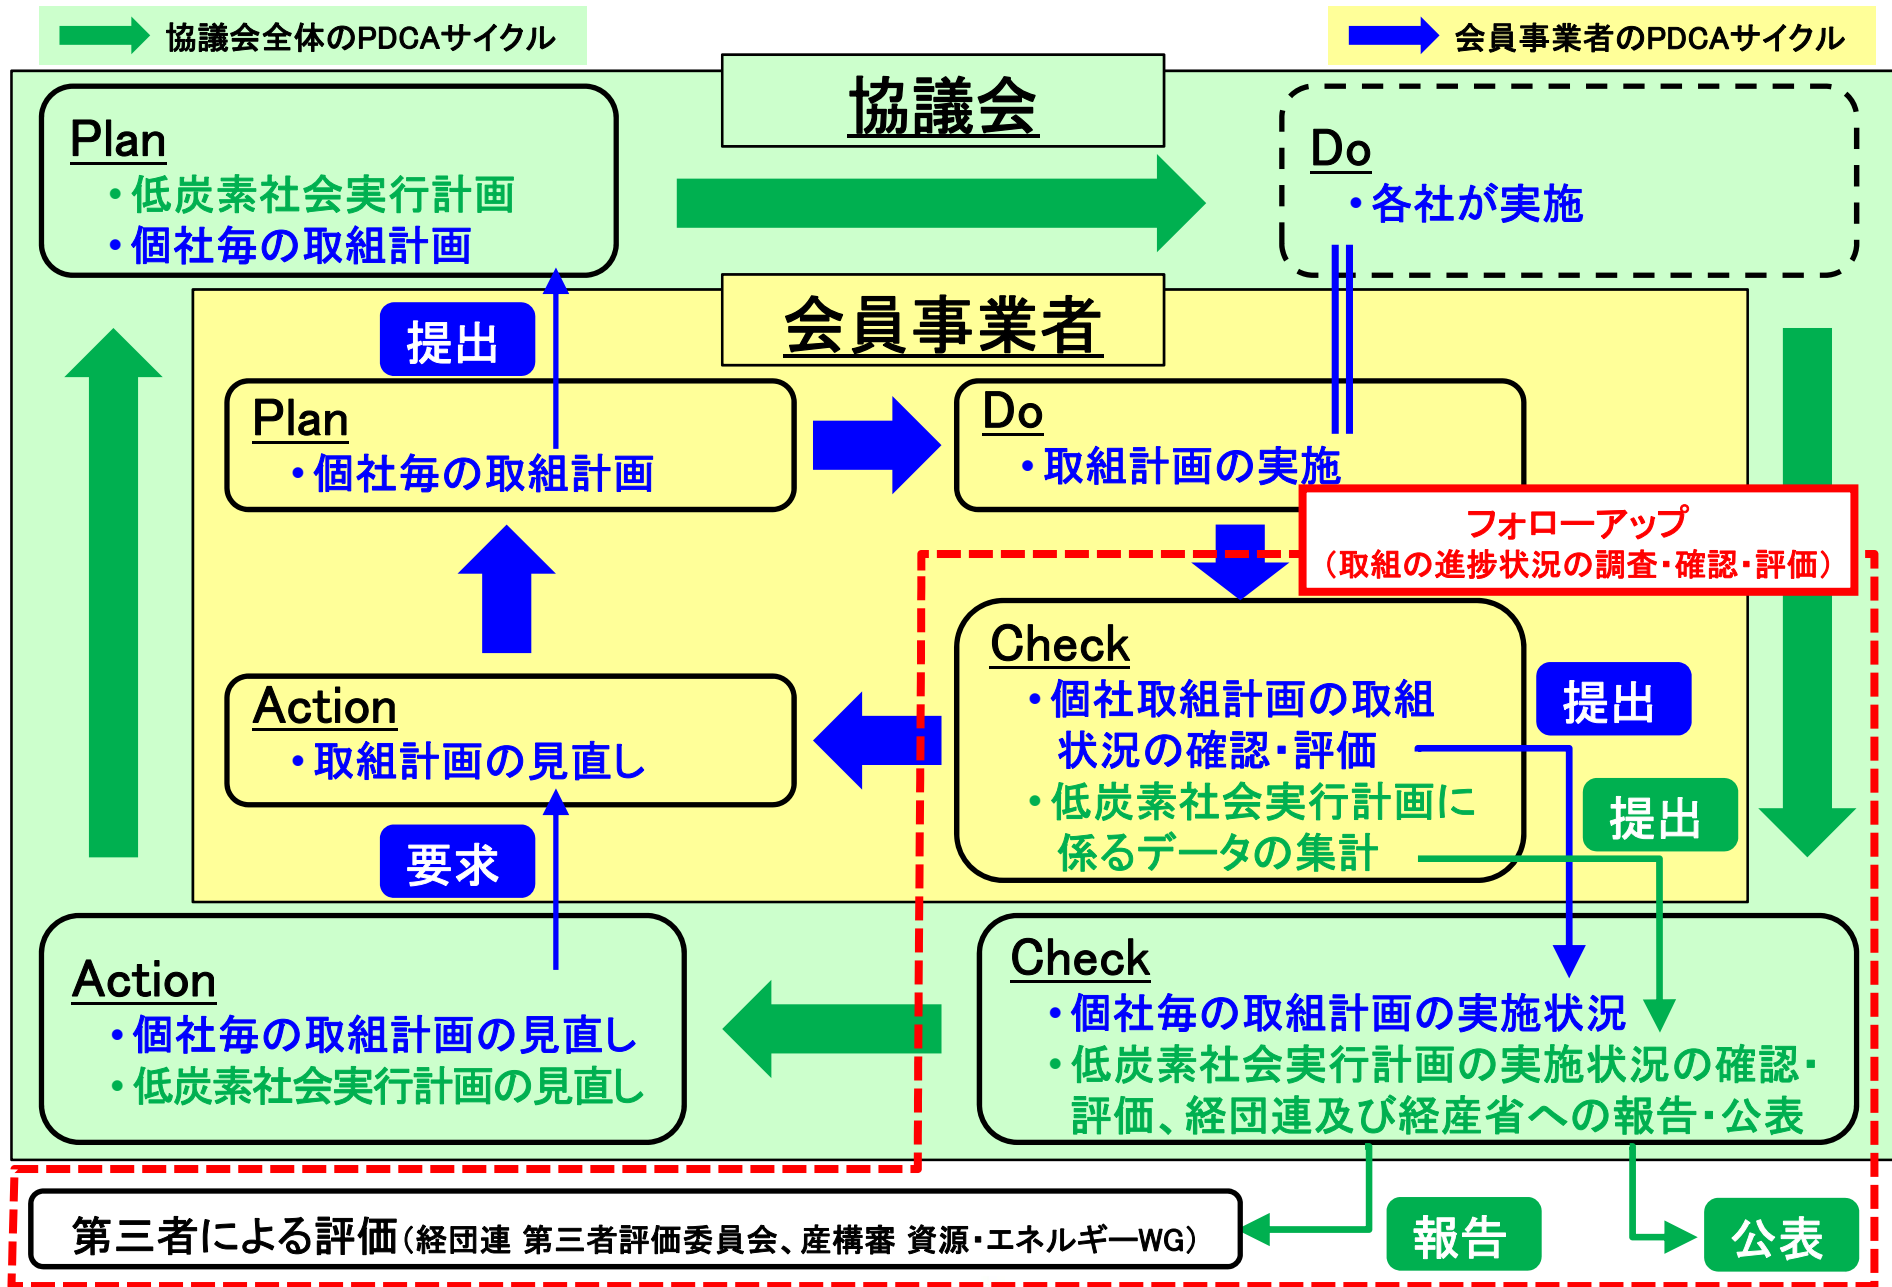 協議会全体のPDCAサイクル
会員事業者のPDCAサイクル
協議会
Plan
・低炭素社会実行計画
・個社毎の取組計画
Do
・各社が実施
会員事業者
提出
Plan
・個社毎の取組計画
Do
・取組計画の実施
フォローアップ
（取組の進捗状況の調査・確認・評価）
Check
・個社取組計画の取組
状況の確認・評価
・低炭素社会実行計画に
係るデータの集計
提出
提出
Action
・取組計画の見直し
要求
Action
・個社毎の取組計画の見直し
・低炭素社会実行計画の見直し
Check
・個社毎の取組計画の実施状況
・低炭素社会実行計画の実施状況の確認・
評価、経団連及び経産省への報告・公表
第三者による評価（経団連 第三者評価委員会、産構審 資源・エネルギーWG）
報告
公表